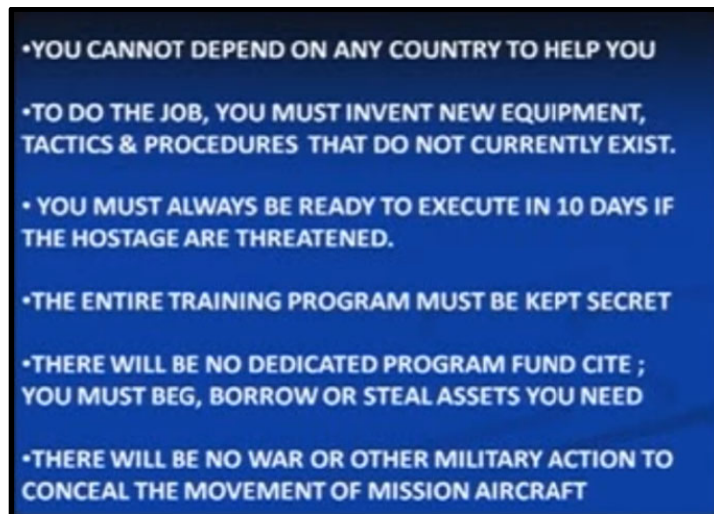 •YOU CANNOT DEPEND ON ANY COUNTRY TO HELP YOU
•TO DO THE JOB, YOU MUST INVENT NEW EQUIPMENT,
TACTICS & PROCEDURES THAT DO NOT CURRENTLY EXIST.
• YOU MUST ALWAYS BE READY TO EXECUTE IN 10 DAYS IF
THE HOSTAGE ARE THREATENED.
•THE ENTIRE TRAINING PROGRAM MUST BE KEPT SECRET
•THERE WILL BE NO DEDICATED PROGRAM FUND CITE ;
YOU MUST BEG, BORROW OR STEAL ASSETS YOU NEED
•THERE WILL BE NO WAR OR OTHER MILITARY ACTION TO
CONCEAL THE MOVEMENT OF MISSION AIRCRAFT